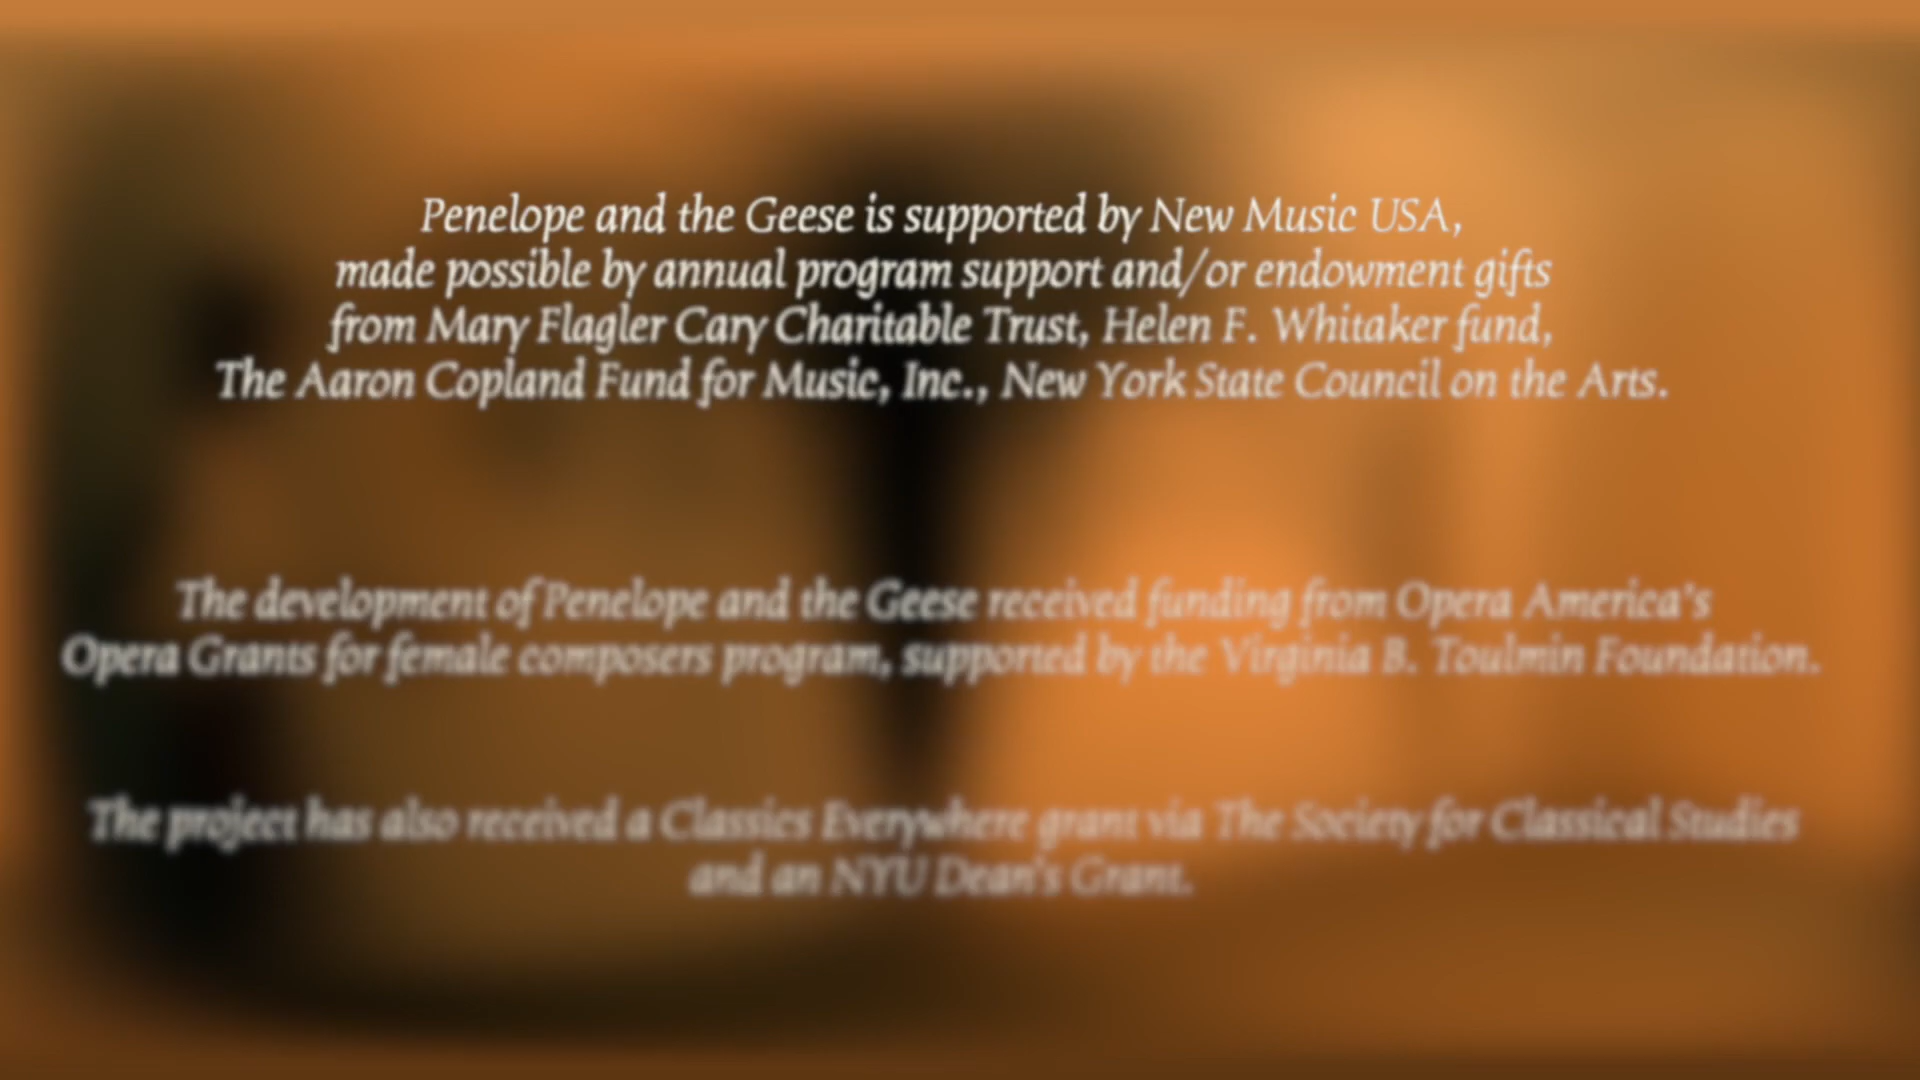 Penelope and the Geese is supported by New Music USA,
made possible by annual program support and/or endowment gifts
from Mary Flagler Cary Charitable Trust, Helen F. Whitaker fund,
The Aaron Copland Fund for Music, Inc., New York State Council on the Arts.
The development of Penelope and the Geese received funding from Opera America's
Opera Grants for female composers program, supported by the Virginia B. Toulmin Foundation.
The project has also received a Classics Everywhere grant via The Society for Classical Studies
and an NYU Dean's Grant.